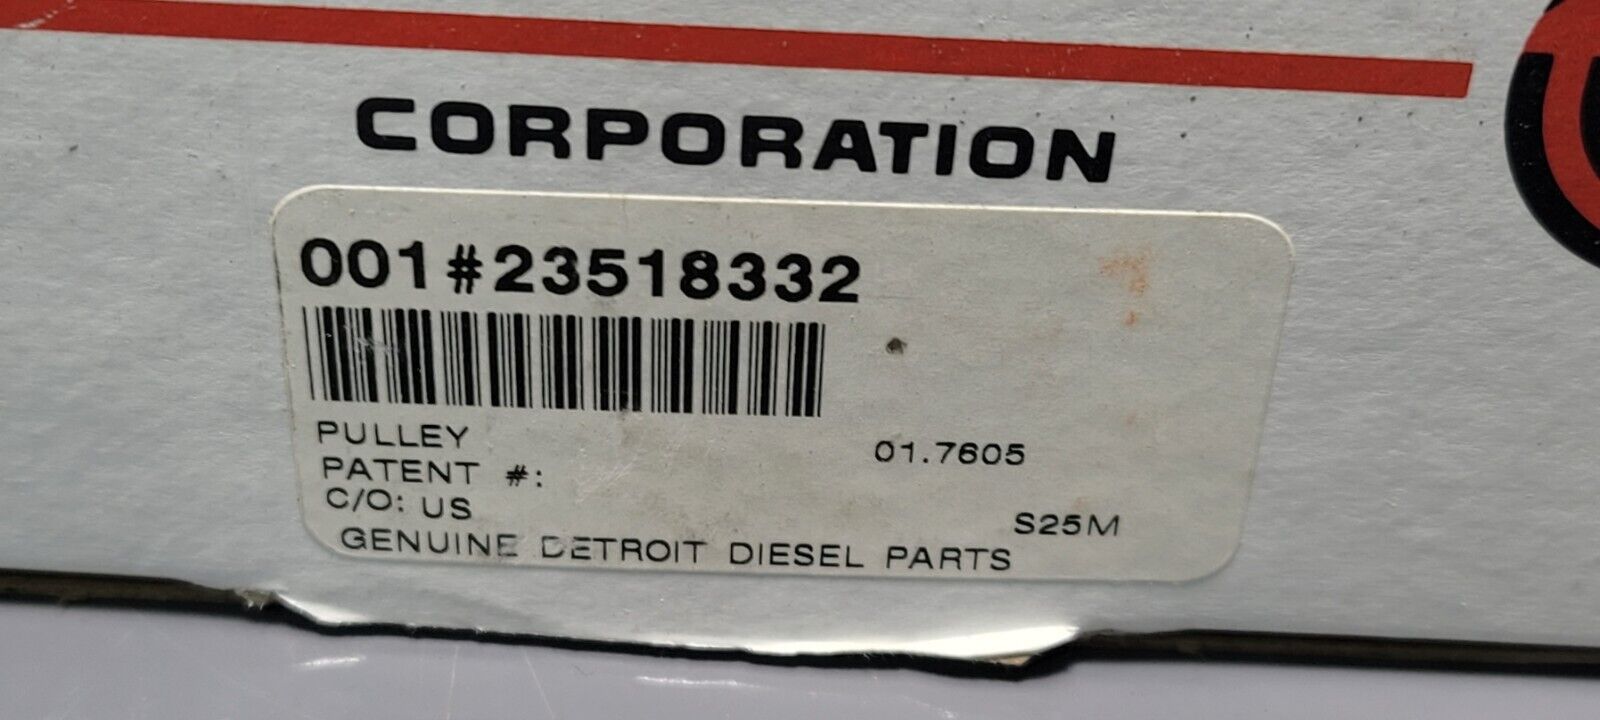 CORPORATION
001#23518332
PULLEY 01.7605
PATENT #:
C/O: US S25M
GENUINE DETROIT DIESEL PARTS